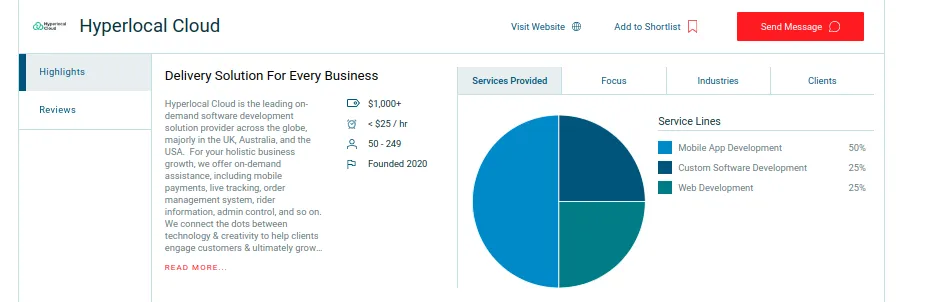 Hyperlocal
Cloud
Hyperlocal Cloud
Visit Website
Add to Shortlist
Send Message
Highlights
Reviews
Delivery Solution For Every Business
Hyperlocal Cloud is the leading on-
demand software development
solution provider across the globe,
majorly in the UK, Australia, and the
USA. For your holistic business
growth, we offer on-demand
assistance, including mobile
payments, live tracking, order
management system, rider
information, admin control, and so on.
We connect the dots between
technology & creativity to help clients
engage customers & ultimately grow...
READ MORE...
$1,000+
< $25 / hr
50 - 249
Founded 2020
Services Provided
Focus
Industries
Clients
Service Lines
Mobile App Development 50%
Custom Software Development 25%
Web Development 25%